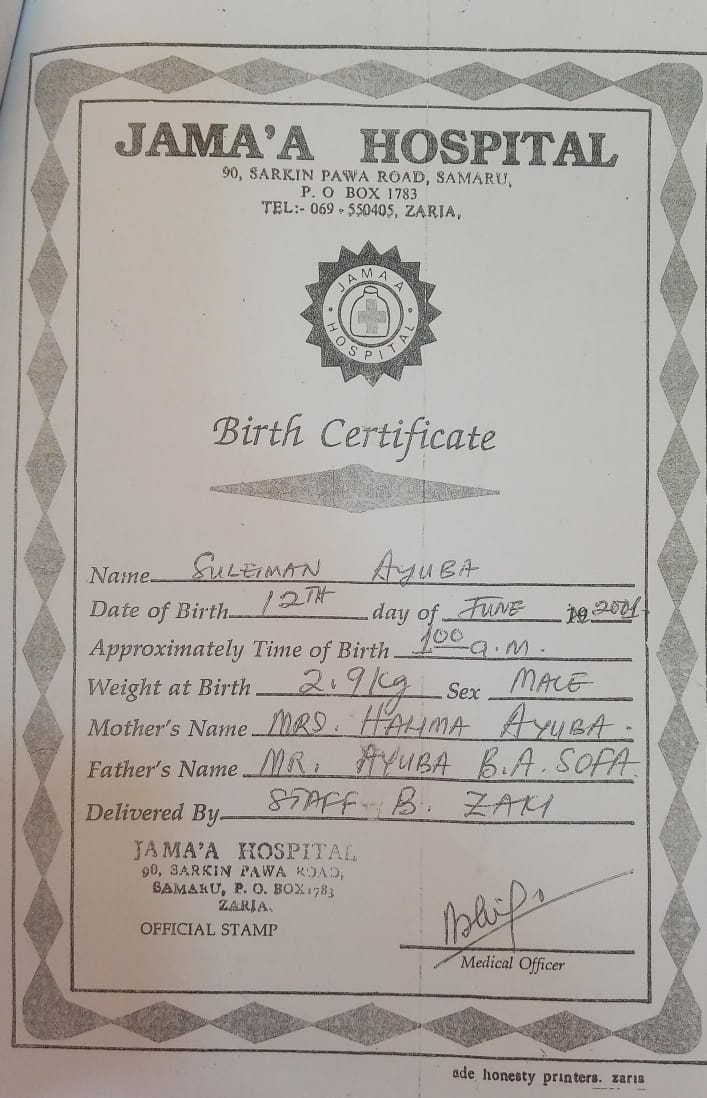 JAMA'A HOSPITAL
90, SARKIN PAWA ROAD, SAMARU,
P. O BOX 1783
TEL:- 069 - 550405, ZARIA,
JAMAA HOSPITAL
Birth Certificate
Name SULEIMAN AYUBA
Date of Birth 12TH day of JUNE 19 2001
Approximately Time of Birth 100 a.m.
Weight at Birth 2.9kg Sex MALE
Mother's Name MRS. HALIMA AYUBA.
Father's Name MR. AYUBA B.A. SOFA
Delivered By STAFF B. ZAKI
JAMA'A HOSPITAL
90, SARKIN PAWA ROAD,
SAMARU, P. O. BOX 1783
ZARIA.
OFFICIAL STAMP
Medical Officer
ade honesty printers. zaria